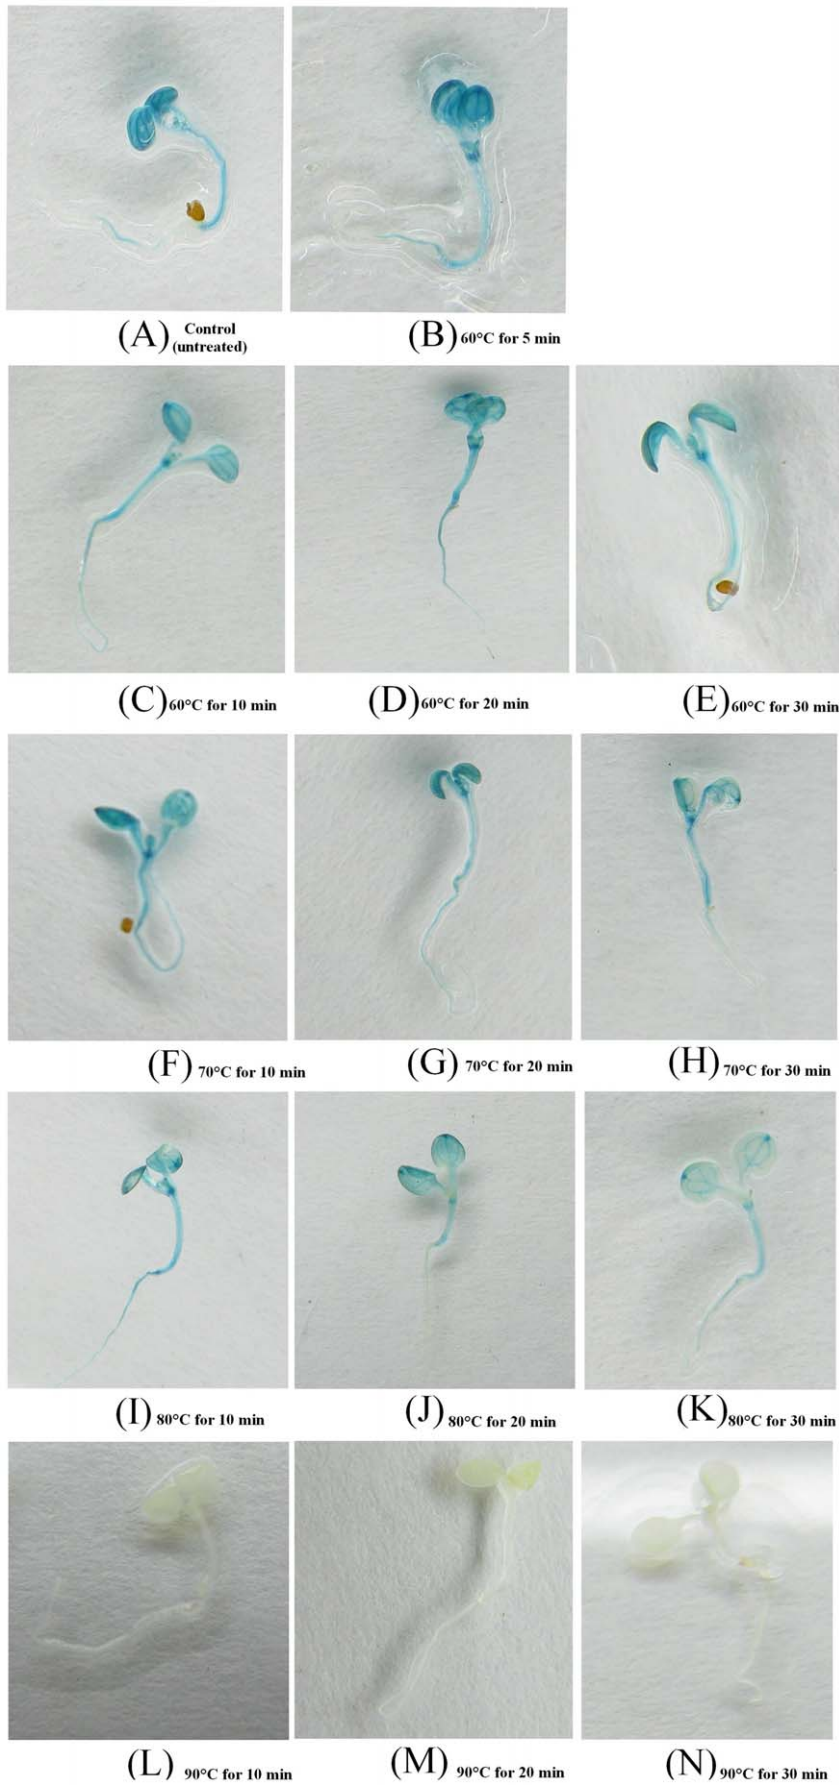 (A) Control
(untreated)
(B) 60°C for 5 min
(C) 60°C for 10 min
(D) 60°C for 20 min
(E) 60°C for 30 min
(F) 70°C for 10 min
(G) 70°C for 20 min
(H) 70°C for 30 min
(I) 80°C for 10 min
(J) 80°C for 20 min
(K) 80°C for 30 min
(L) 90°C for 10 min
(M) 90°C for 20 min
(N) 90°C for 30 min